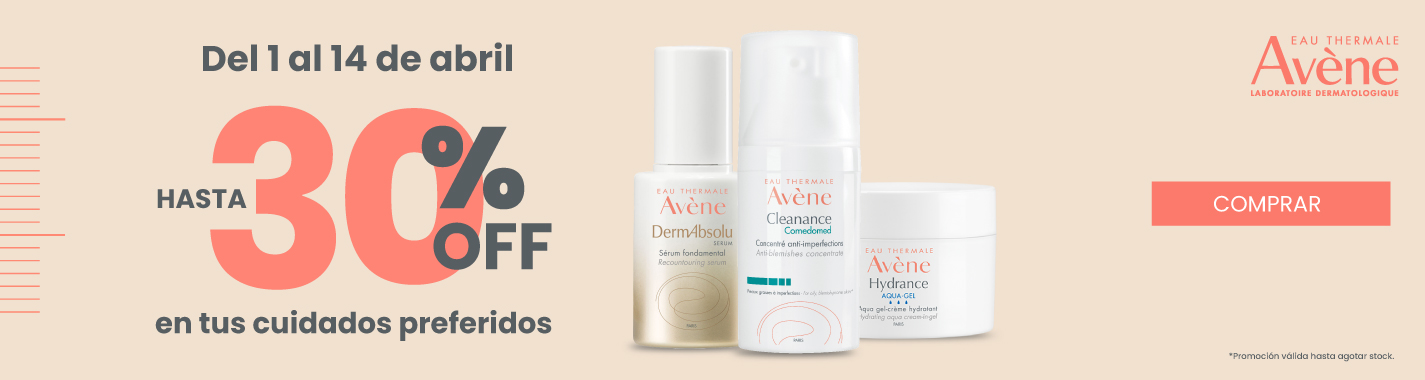 Del 1 al 14 de abril
HASTA 30% OFF
en tus cuidados preferidos
EAU THERMALE
Avène
DermAbsolu
SERUM
Sérum fondamental
Recountouring serum
PARIS
EAU THERMALE
Avène
Cleanance
Comedomed
Concentré anti-imperfections
Anti-blemishes concentrate
PARIS
EAU THERMALE
Avène
Hydrance
AQUA-GEL
Aqua gel-crème hydratant
Hydrating aqua cream-in-gel
PARIS
EAU THERMALE
Avène
LABORATOIRE DERMATOLOGIQUE
COMPRAR
*Promoción válida hasta agotar stock.